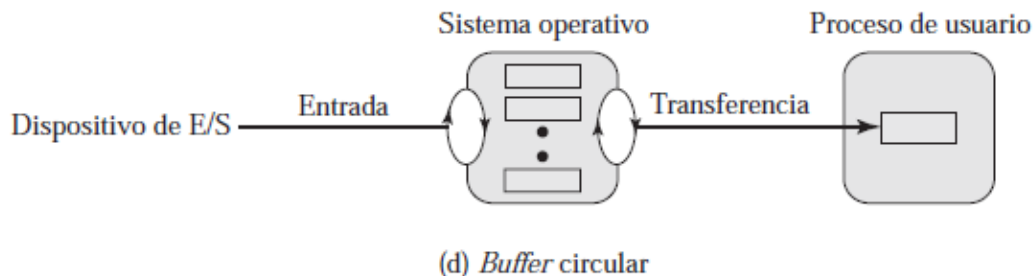 Sistema operativo
Proceso de usuario
Dispositivo de E/S
Entrada
Transferencia
(d) Buffer circular